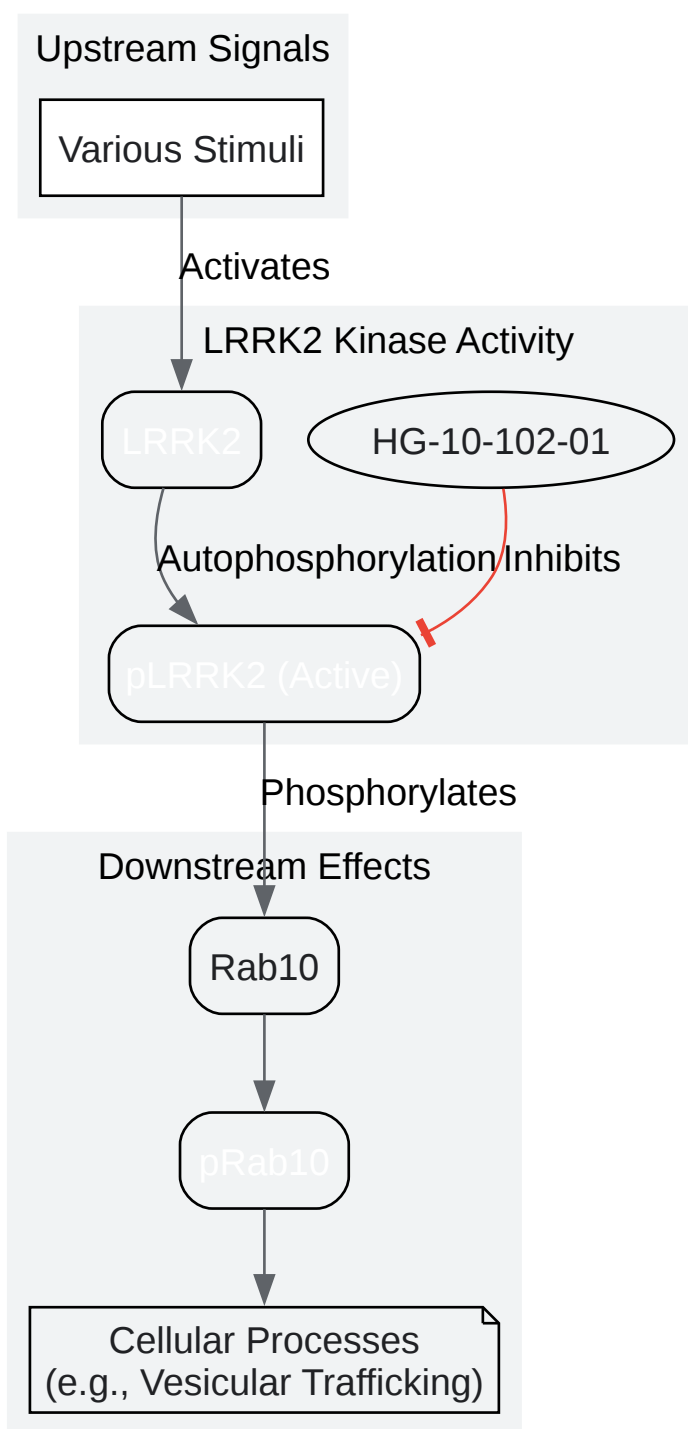 Upstream Signals
Various Stimuli
Activates
LRRK2 Kinase Activity
LRRK2
HG-10-102-01
Autophosphorylation
Inhibits
pLRRK2 (Active)
Phosphorylates
Downstream Effects
Rab10
pRab10
Cellular Processes
(e.g., Vesicular Trafficking)